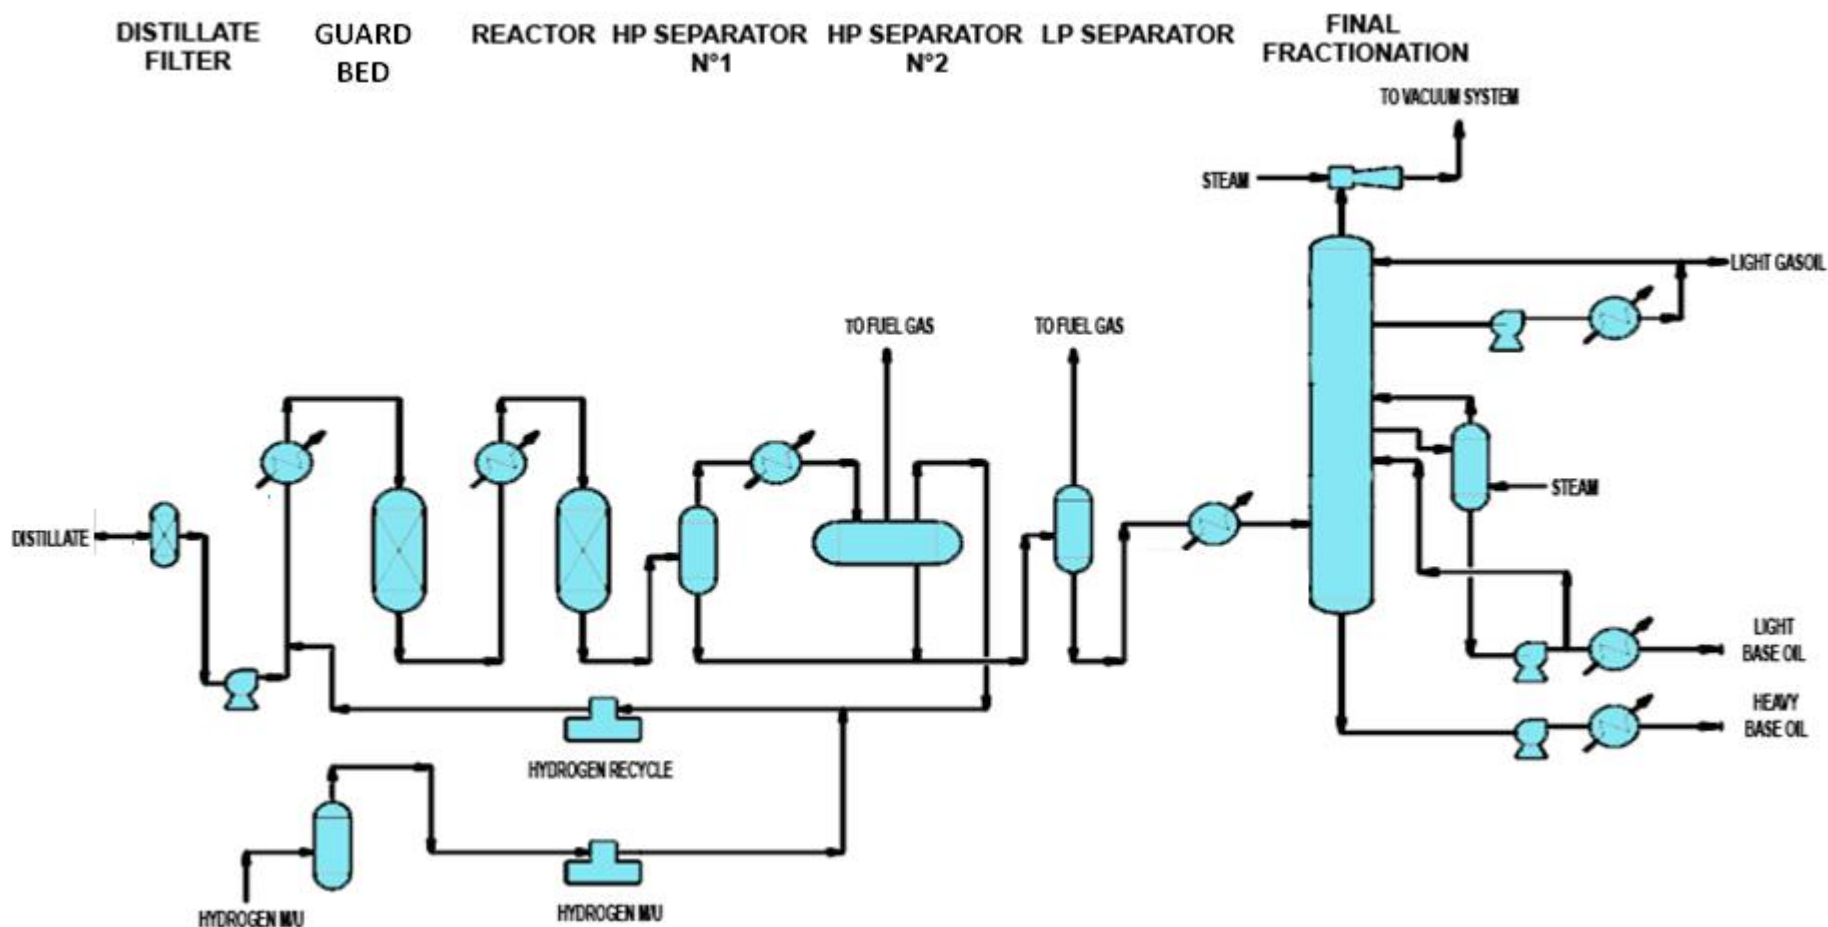 DISTILLATE
FILTER
GUARD
BED
REACTOR
HP SEPARATOR
N°1
HP SEPARATOR
N°2
LP SEPARATOR
FINAL
FRACTIONATION
TO VACUUM SYSTEM
STEAM
LIGHT GASOIL
TO FUEL GAS
TO FUEL GAS
STEAM
DISTILLATE
LIGHT
BASE OIL
HEAVY
BASE OIL
HYDROGEN RECYCLE
HYDROGEN M/U
HYDROGEN M/U